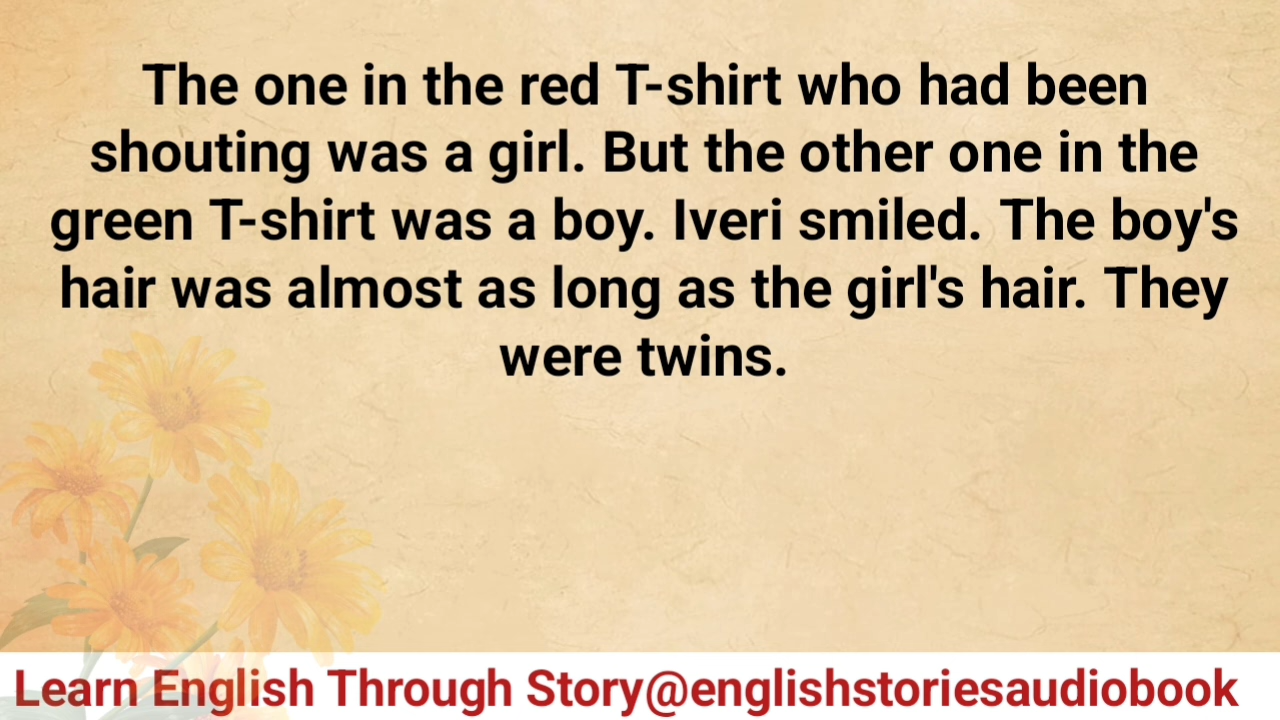 The one in the red T-shirt who had been
shouting was a girl. But the other one in the
green T-shirt was a boy. Iveri smiled. The boy's
hair was almost as long as the girl's hair. They
were twins.
Learn English Through Story@englishstoriesaudiobook